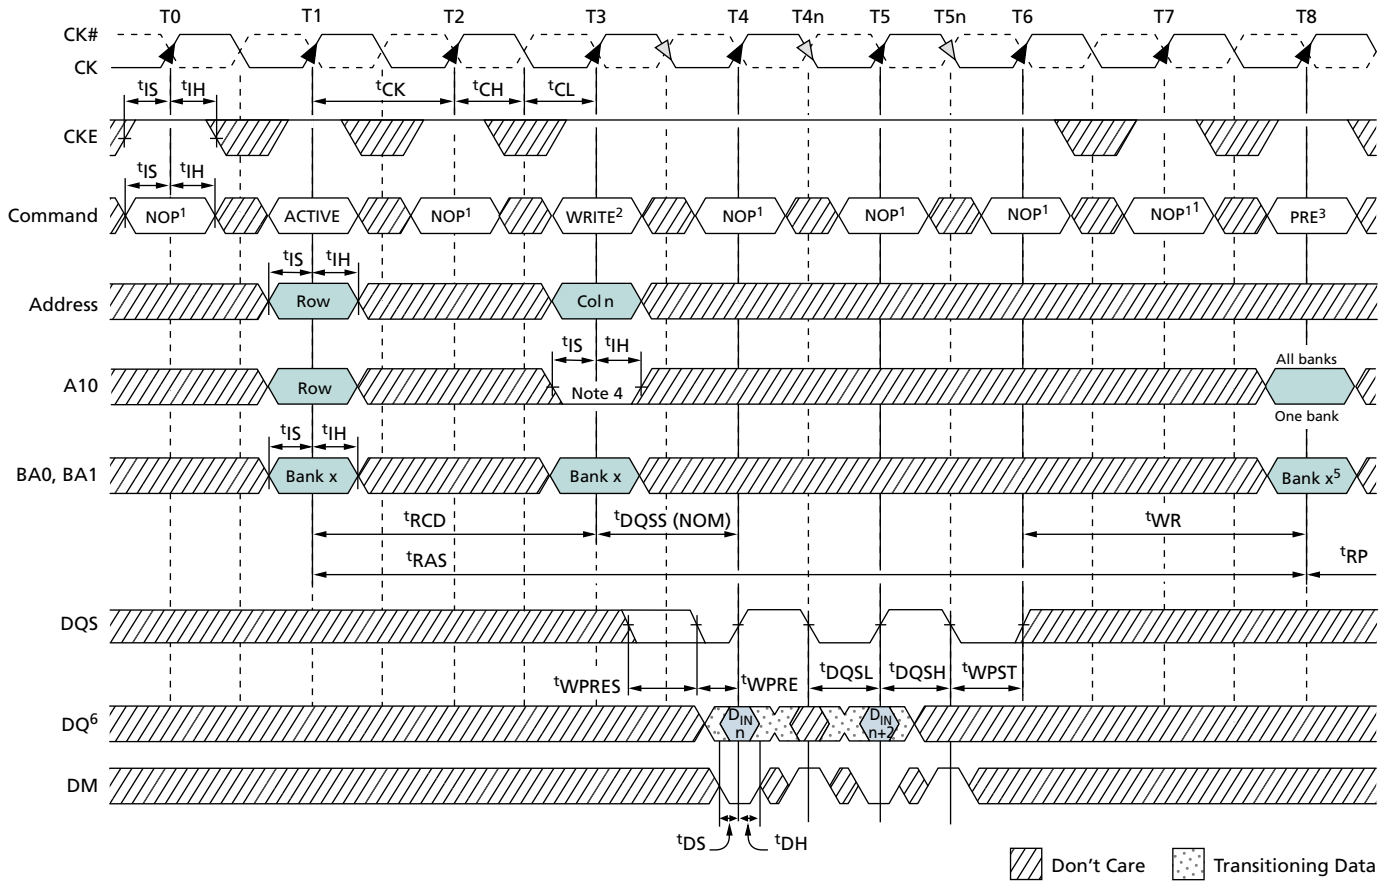 T0 T1 T2 T3 T4 T4n T5 T5n T6 T7 T8
CK#
CK
tIS tIH tCK tCH tCL
CKE
tIS tIH
Command NOP1 ACTIVE NOP1 WRITE2 NOP1 NOP1 NOP1 NOP11 PRE3
tIS tIH
Address Row Col n
tIS tIH All banks
A10 Row Note 4
One bank
tIS tIH
BA0, BA1 Bank x Bank x Bank x5
tRCD tDQSS (NOM) tWR
tRAS tRP
DQS
tWPRES tWPRE tDQSL tDQSH tWPST
DQ6 DIN DIN
n n+2
DM
tDS tDH
Don't Care Transitioning Data